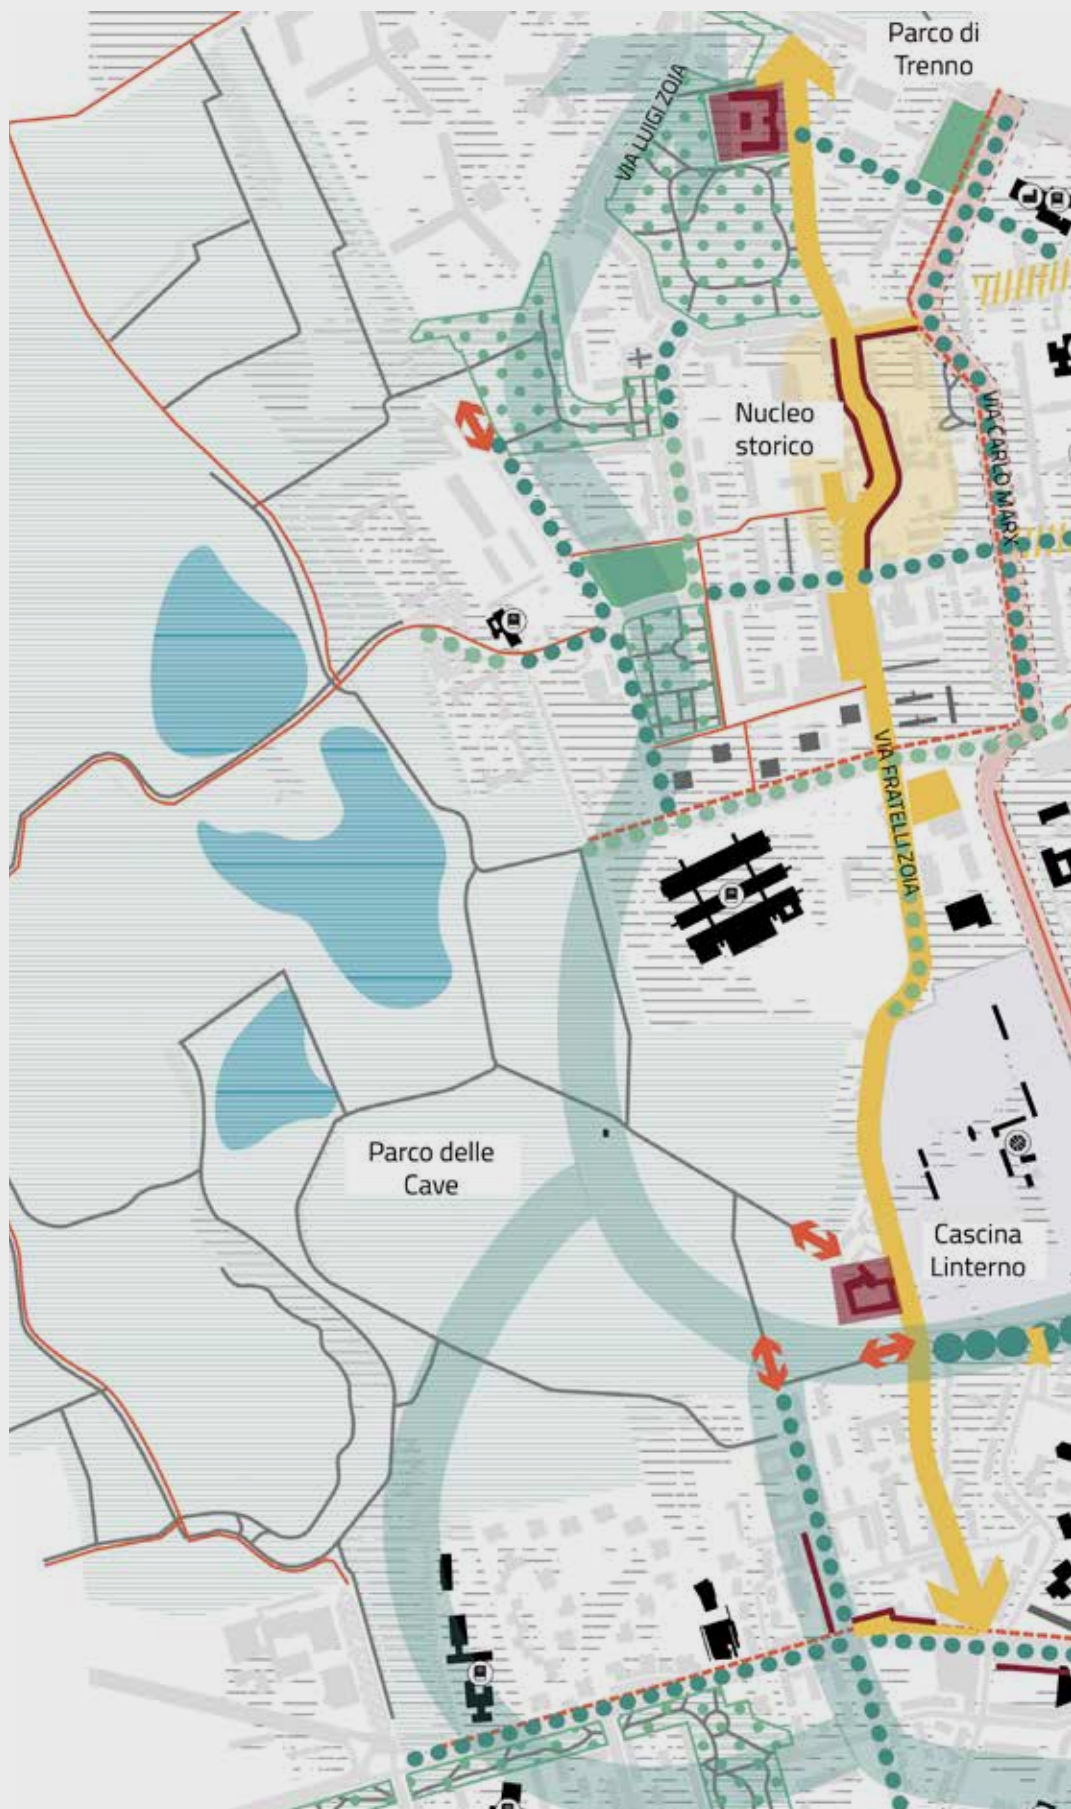 Parco di
Trenno
VIA LUIGI ZOIA
Nucleo
storico
VIA CARLO MARX
VIA FRATELLI ZOIA
Parco delle
Cave
Cascina
Linterno